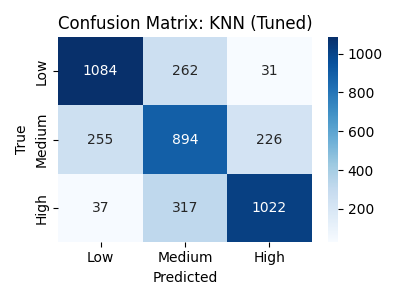 Confusion Matrix: KNN (Tuned)
True
Low
1084 262 31
Medium
255 894 226
High
37 317 1022
Low Medium High
Predicted
1000
800
600
400
200